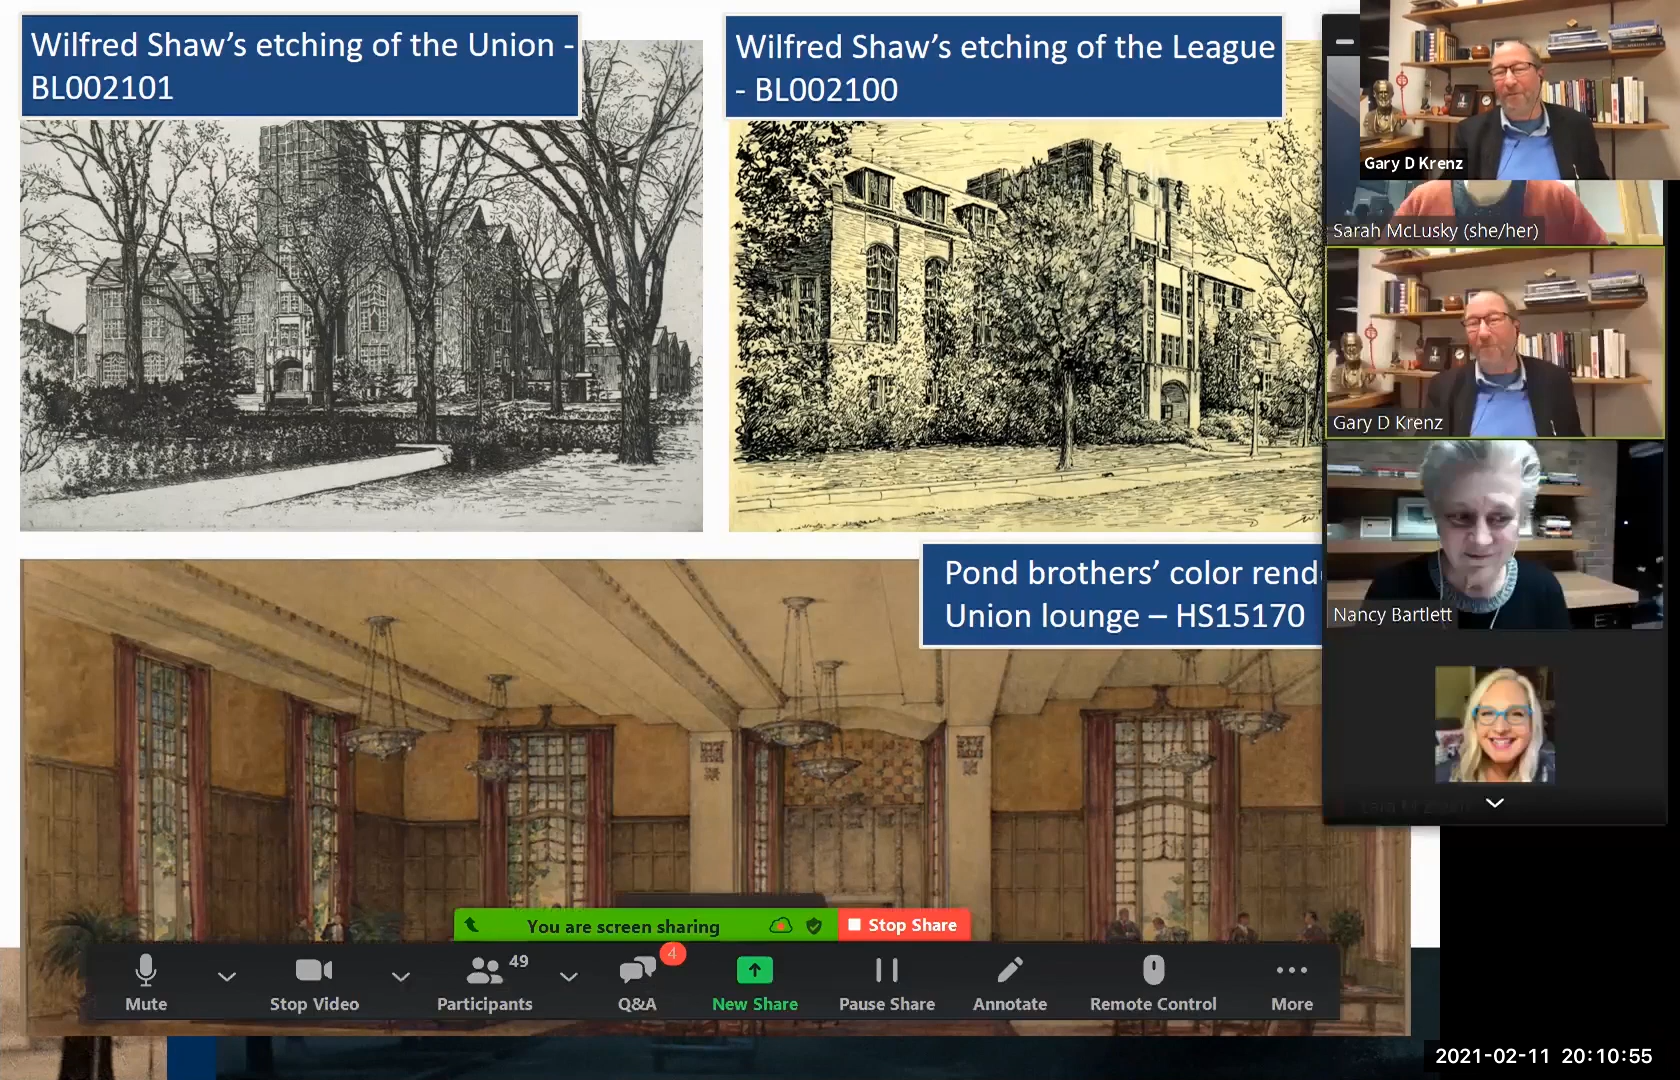 Wilfred Shaw’s etching of the Union -
BL002101
Wilfred Shaw’s etching of the League
- BL002100
Gary D Krenz
Sarah McLusky (she/her)
Gary D Krenz
Nancy Bartlett
Pond brothers’ color rend
Union lounge – HS15170
You are screen sharing
Stop Share
Mute
Stop Video
49
Participants
4
Q&A
New Share
Pause Share
Annotate
Remote Control
More
2021-02-11 20:10:55